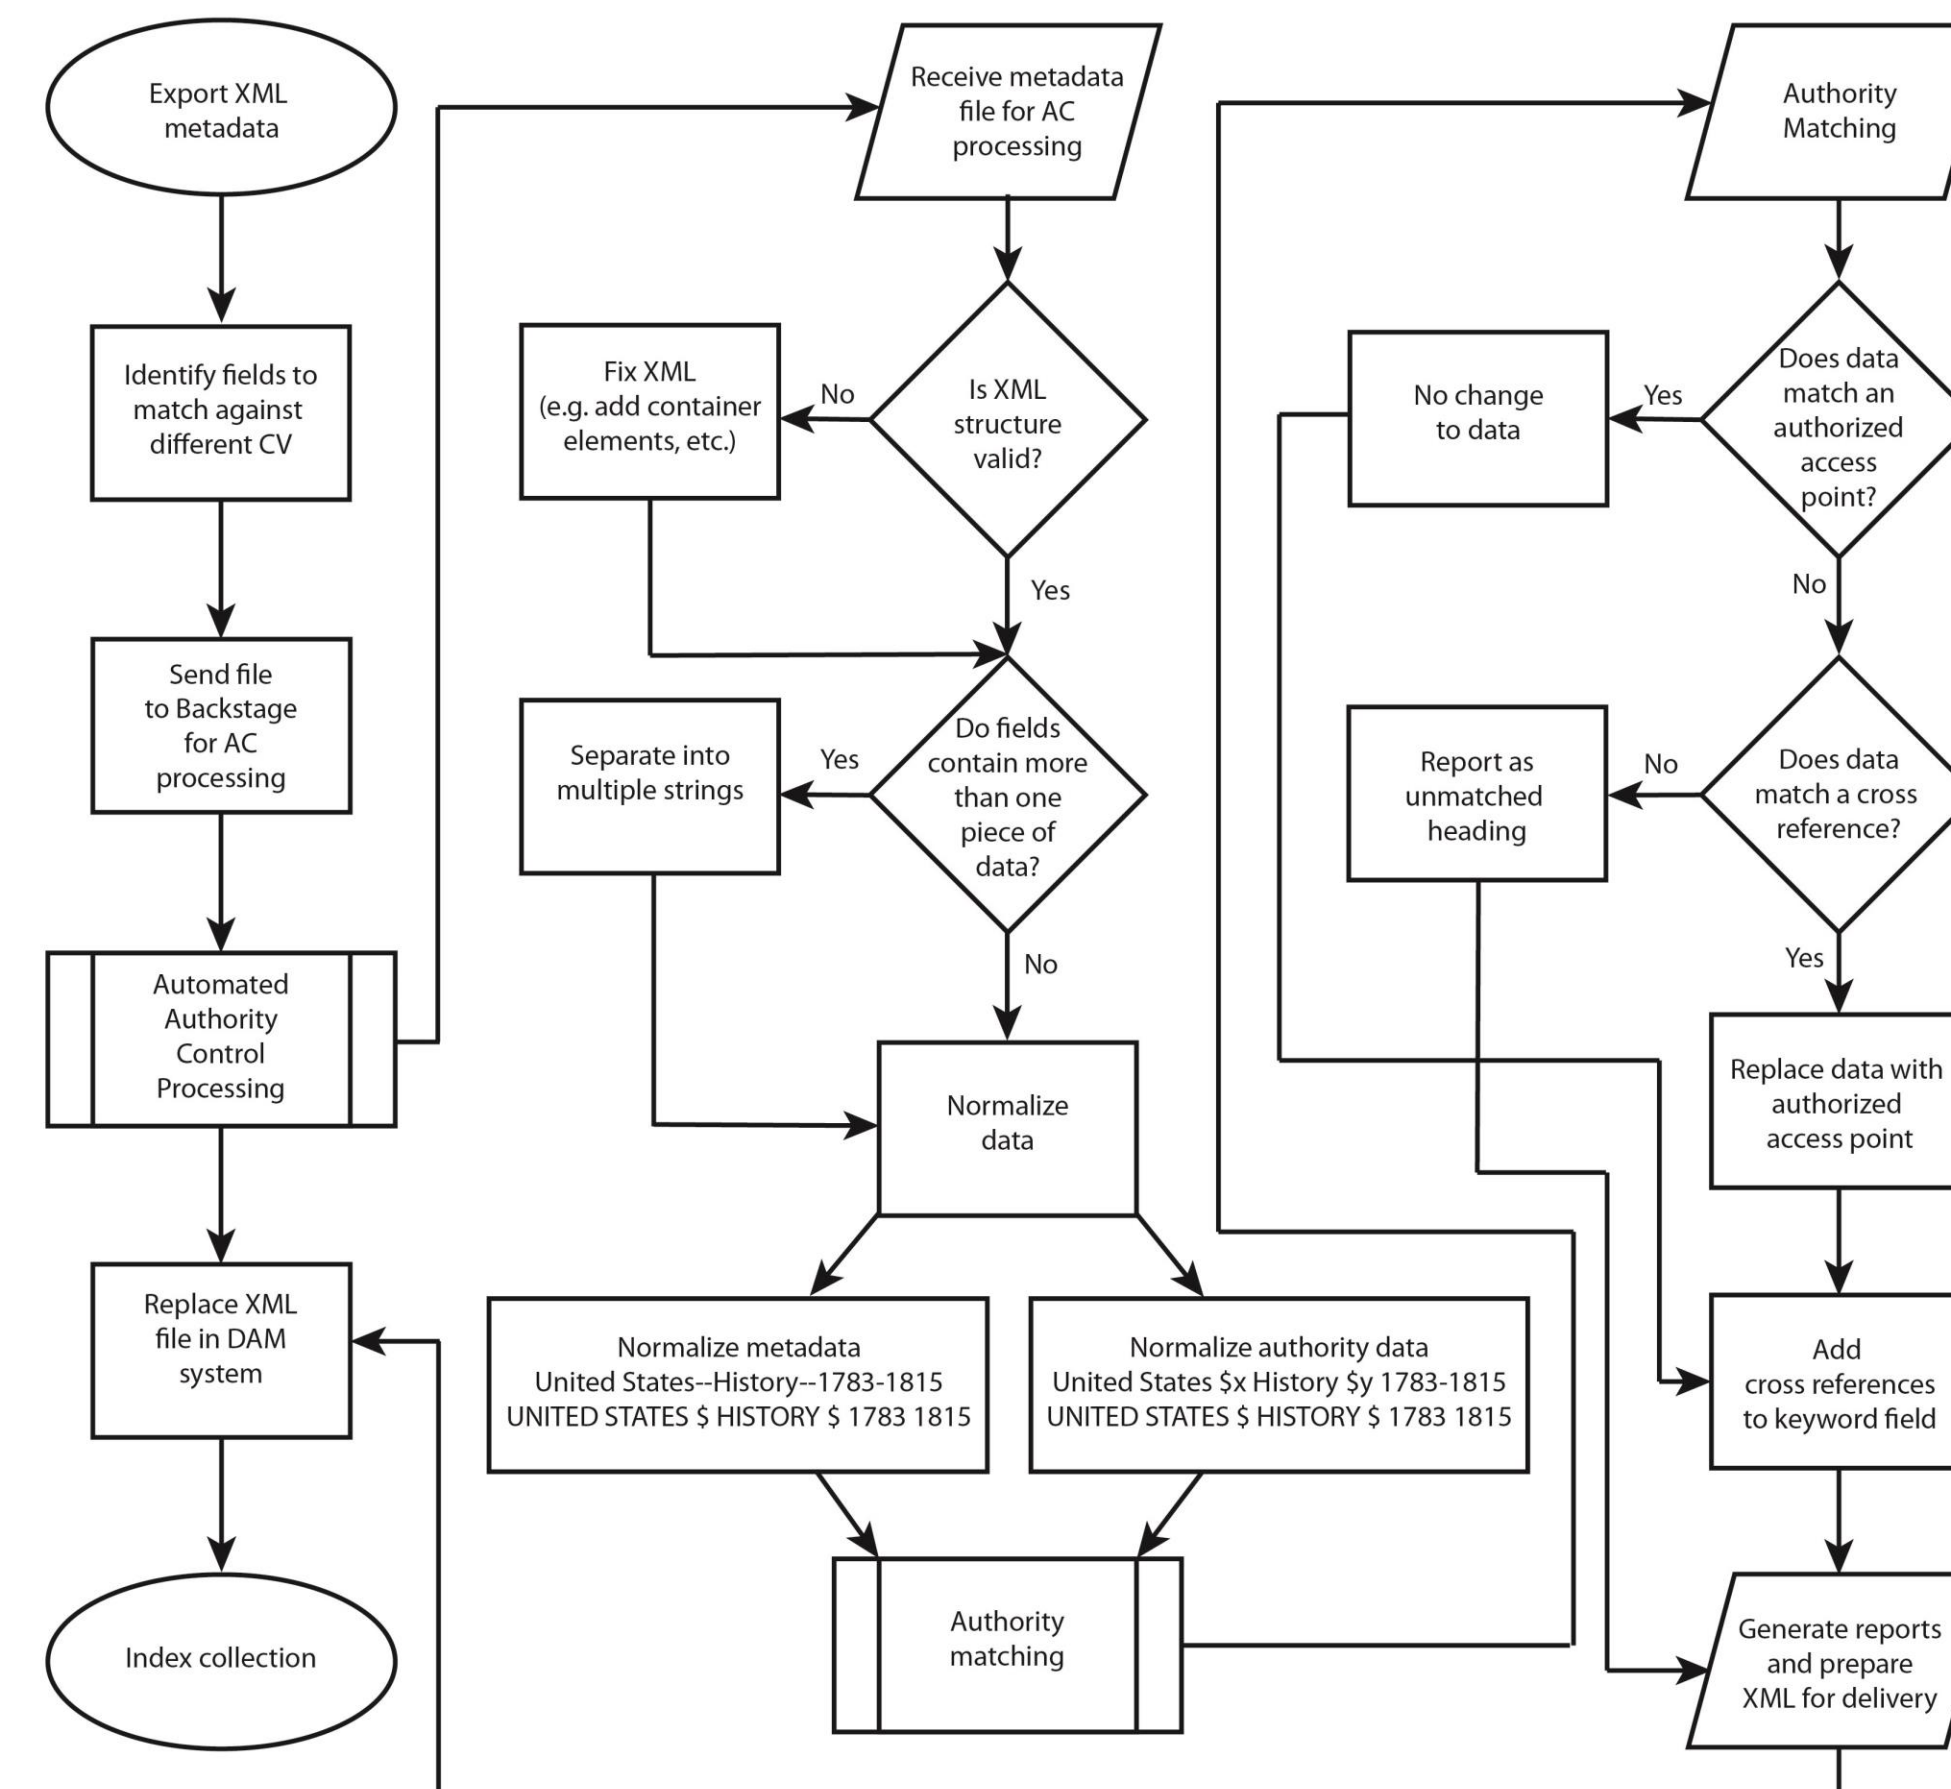 Export XML
metadata
Identify fields to
match against
different CV
Send file
to Backstage
for AC
processing
Automated
Authority
Control
Processing
Replace XML
file in DAM
system
Index collection
Receive metadata
file for AC
processing
Is XML
structure
valid?
No
Fix XML
(e.g. add container
elements, etc.)
Yes
Do fields
contain more
than one
piece of
data?
Yes
Separate into
multiple strings
No
Normalize
data
Normalize metadata
United States--History--1783-1815
UNITED STATES $ HISTORY $ 1783 1815
Normalize authority data
United States $x History $y 1783-1815
UNITED STATES $ HISTORY $ 1783 1815
Authority
matching
Authority
Matching
Does data
match an
authorized
access
point?
Yes
No change
to data
No
Does data
match a cross
reference?
No
Report as
unmatched
heading
Yes
Replace data with
authorized
access point
Add
cross references
to keyword field
Generate reports
and prepare
XML for delivery